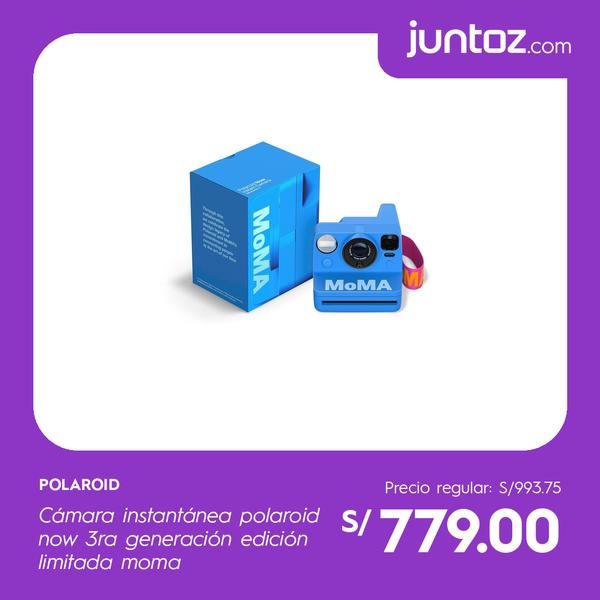 juntoz.com
MoMA
MoMA
POLAROID
Cámara instantánea polaroid
now 3ra generación edición
limitada moma
Precio regular: S/993.75
S/ 779.00